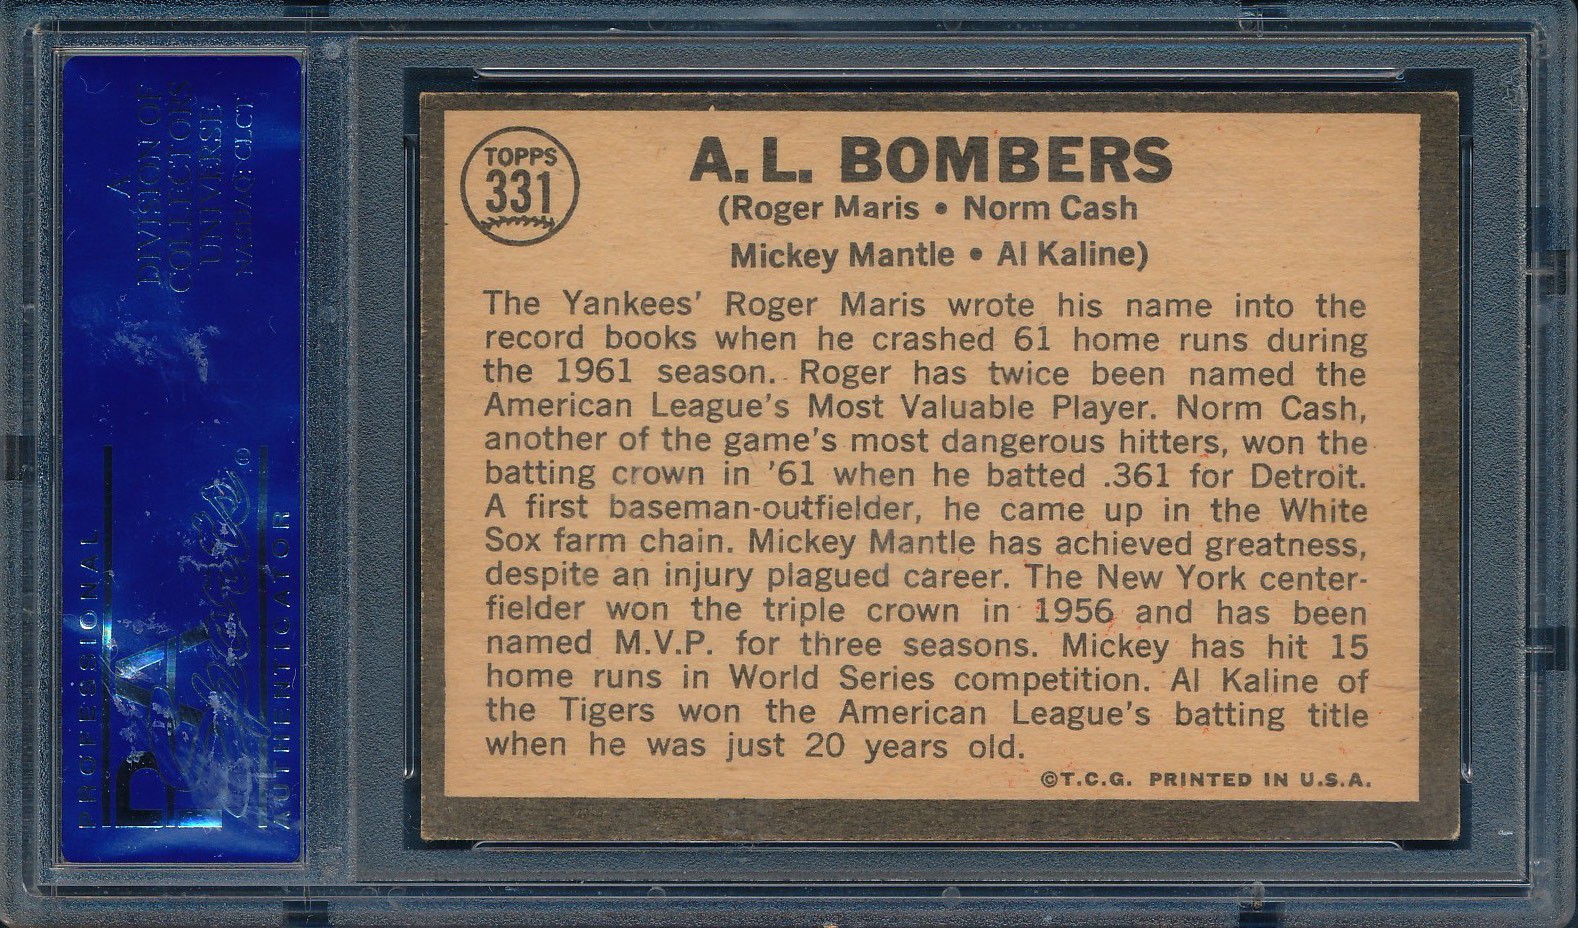 A
DIVISION OF
COLLECTORS
UNIVERSE
NASDAQ: CLCT
PROFESSIONAL
PSA
AUTHENTICATOR
®
TOPPS
331
A.L. BOMBERS
(Roger Maris • Norm Cash
Mickey Mantle • Al Kaline)
The Yankees' Roger Maris wrote his name into the
record books when he crashed 61 home runs during
the 1961 season. Roger has twice been named the
American League's Most Valuable Player. Norm Cash,
another of the game's most dangerous hitters, won the
batting crown in '61 when he batted .361 for Detroit.
A first baseman-outfielder, he came up in the White
Sox farm chain. Mickey Mantle has achieved greatness,
despite an injury plagued career. The New York center-
fielder won the triple crown in 1956 and has been
named M.V.P. for three seasons. Mickey has hit 15
home runs in World Series competition. Al Kaline of
the Tigers won the American League's batting title
when he was just 20 years old.
©T.C.G. PRINTED IN U.S.A.